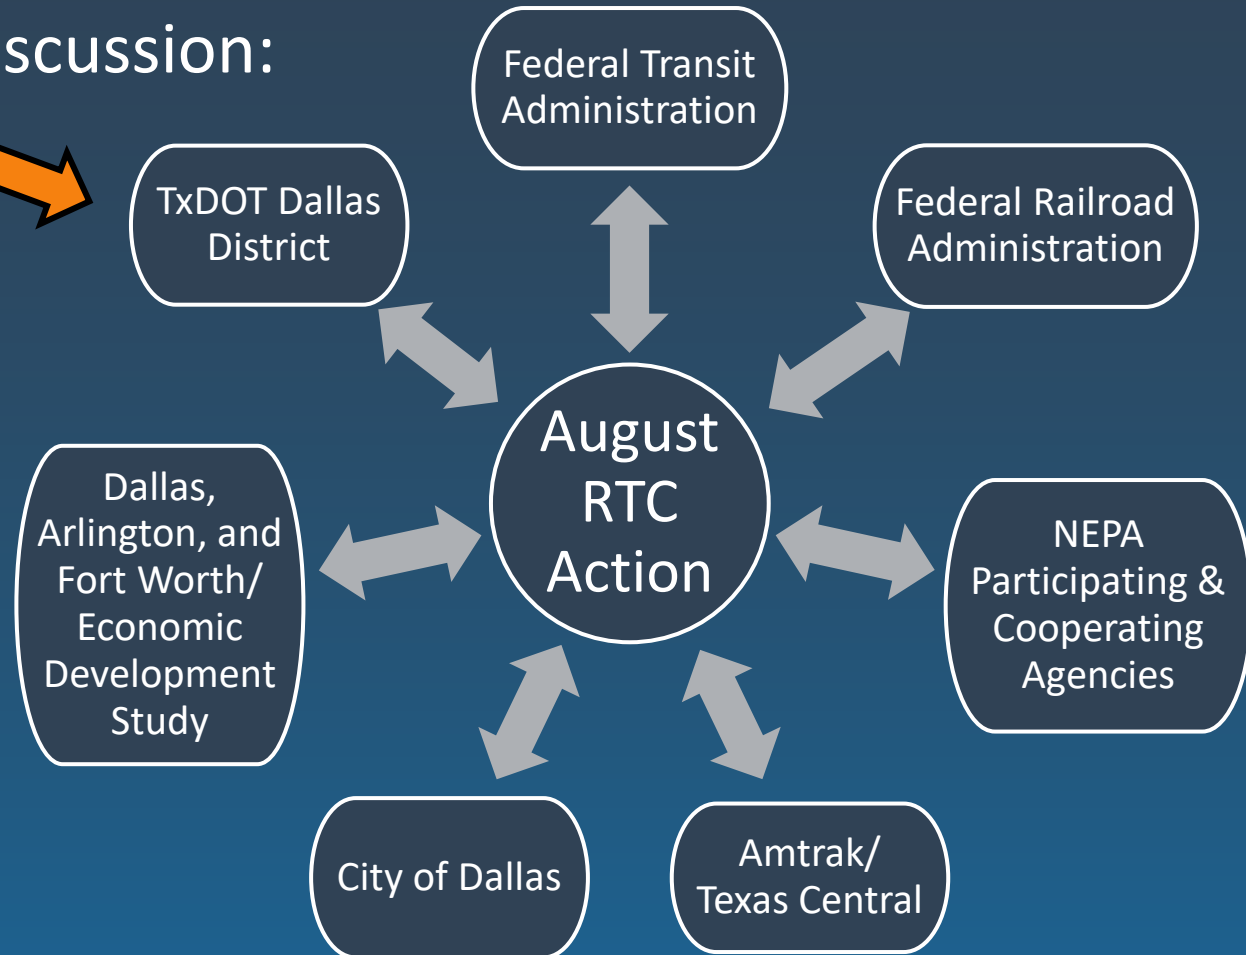 scussion:
Federal Transit
Administration
TxDOT Dallas
District
Federal Railroad
Administration
August
RTC
Action
Dallas,
Arlington, and
Fort Worth/
Economic
Development
Study
NEPA
Participating &
Cooperating
Agencies
City of Dallas
Amtrak/
Texas Central